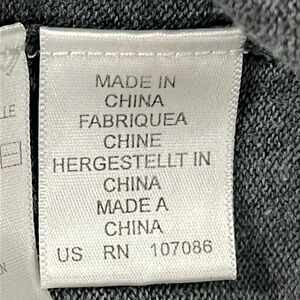 MADE IN
CHINA
FABRIQUEA
CHINE
HERGESTELLT IN
CHINA
MADE A
CHINA
US RN 107086